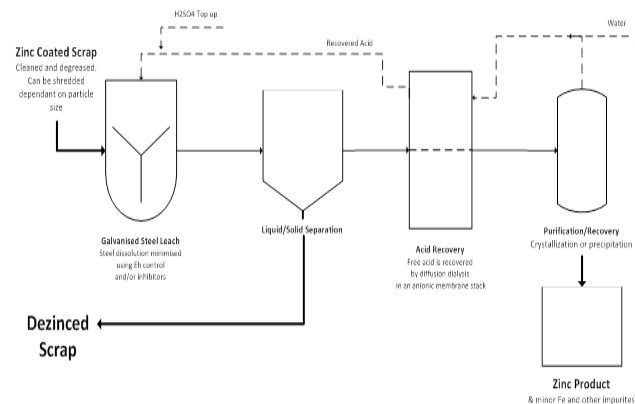 H2SO4 Top up
Water
Recovered Acid
Zinc Coated Scrap
Cleaned and degreased.
Can be shredded
dependant on particle
size
Galvanised Steel Leach
Steel dissolution minimised
using Eh control
and/or inhibitors
Liquid/Solid Separation
Acid Recovery
Free acid is recovered
by diffusion dialysis
in an anionic membrane stack
Purification/Recovery
Crystallization or precipitation
Dezinced
Scrap
Zinc Product
& minor Fe and other impurites